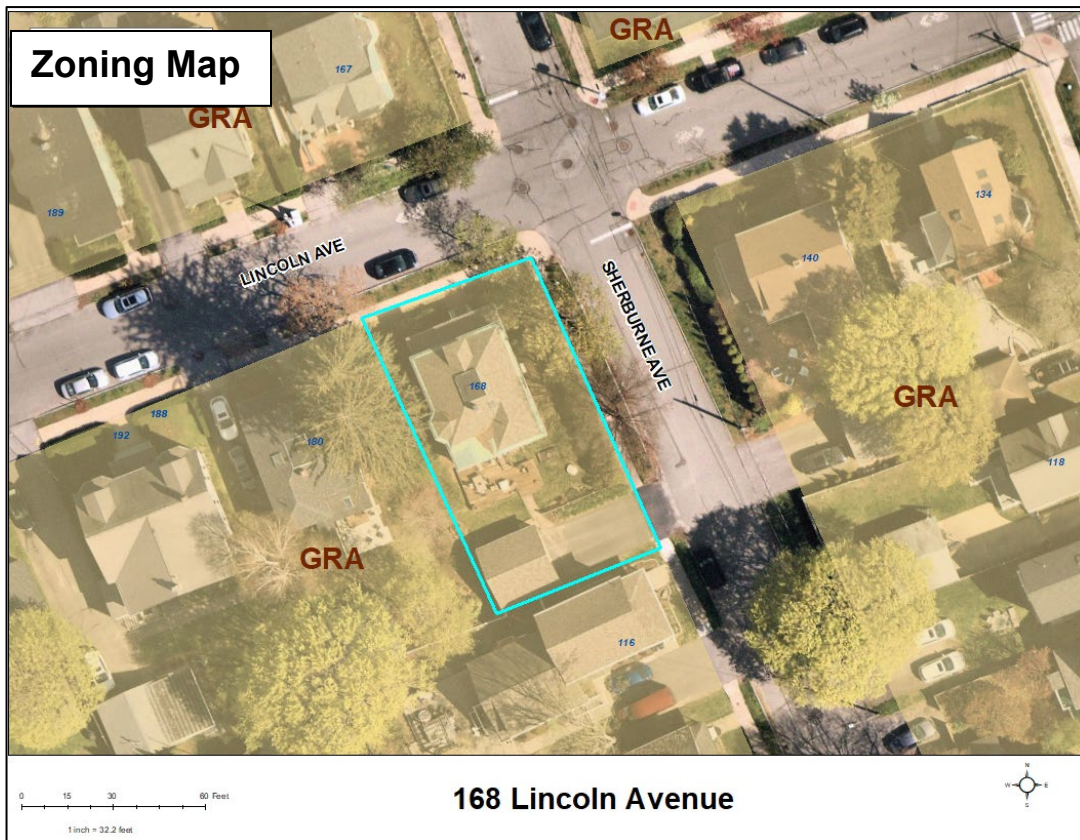 Zoning Map
GRA
GRA
167
189
134
140
LINCOLN AVE
SHERBURNE AVE
168
GRA
188
192
180
118
GRA
116
0 15 30 60 Feet
1 inch = 32.2 feet
168 Lincoln Avenue
N
W E
S